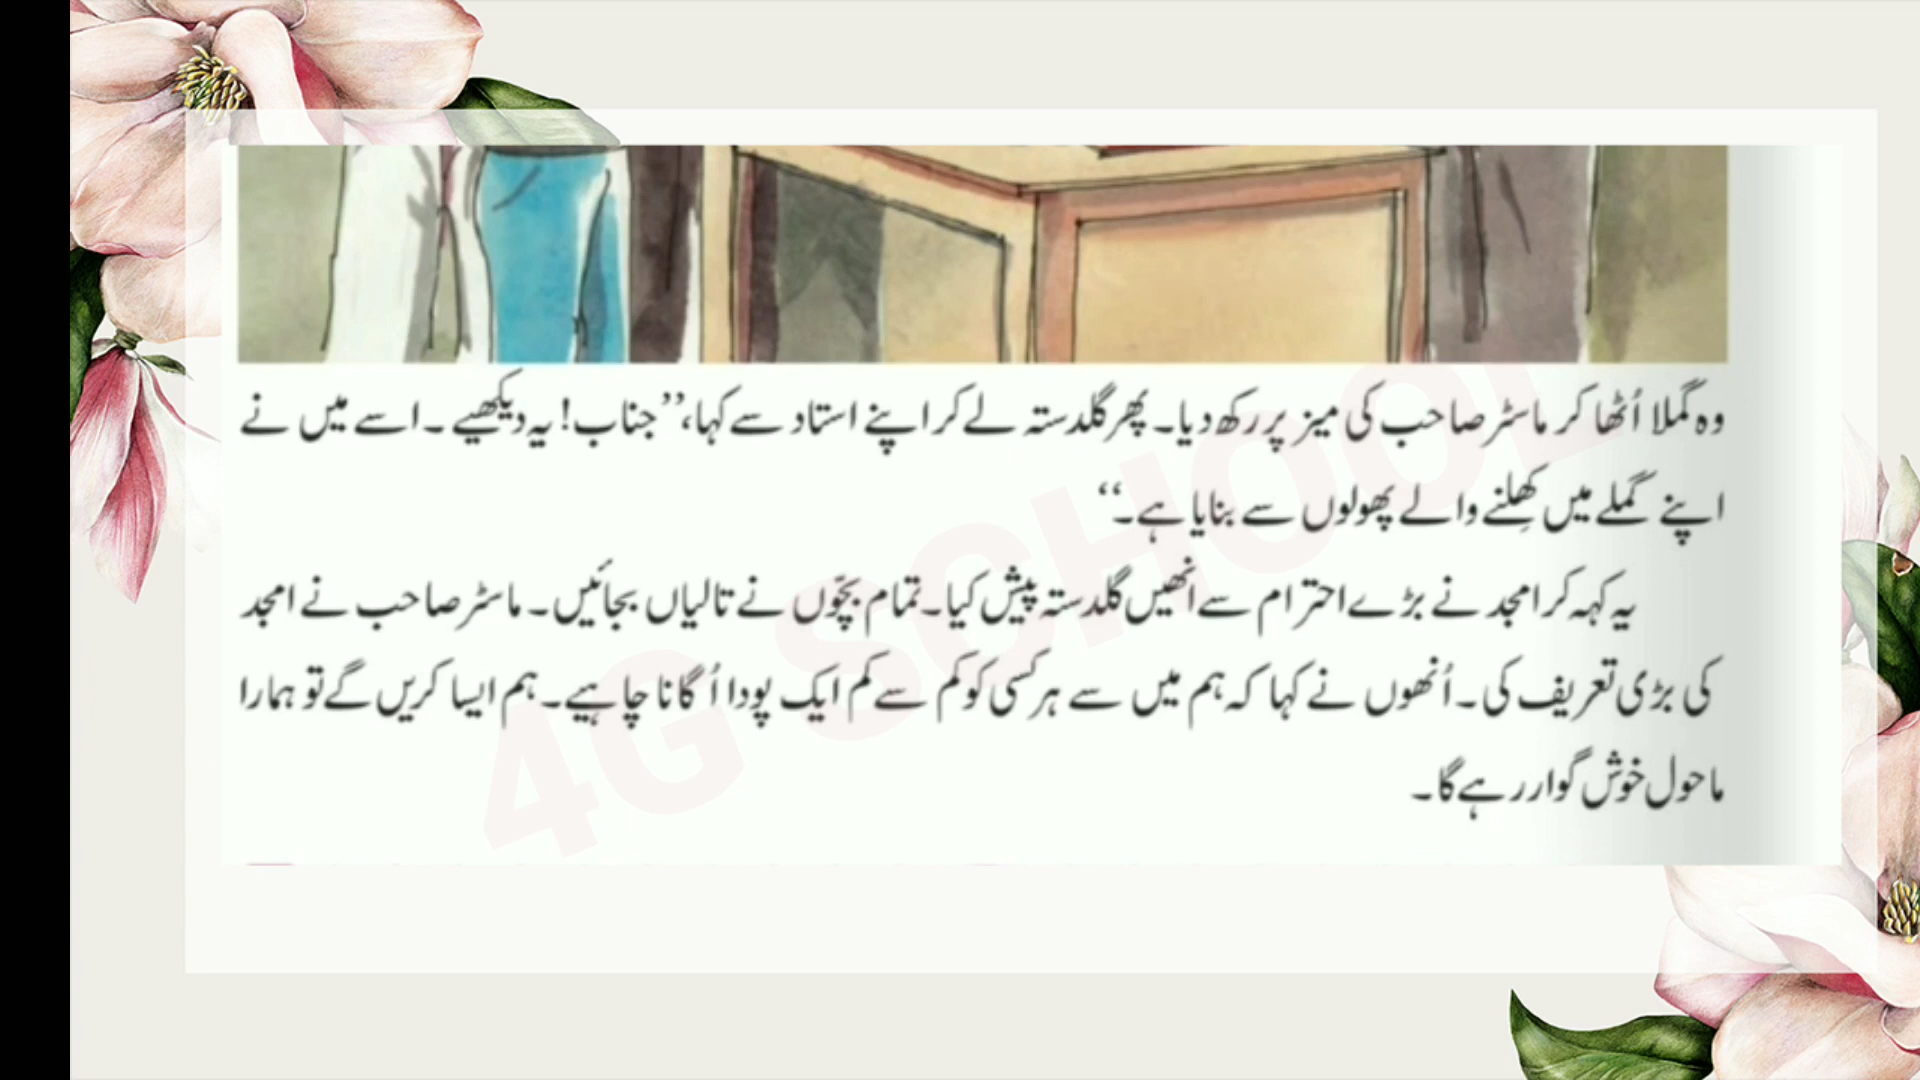 وہ گملا اُٹھا کر ماسٹر صاحب کی میز پر رکھ دیا۔ پھر گلدستہ لے کر اپنے استاد سے کہا، ’’جناب! یہ دیکھیے۔ اسے میں نے
اپنے گملے میں کھِلنے والے پھولوں سے بنایا ہے۔‘‘
یہ کہہ کر امجد نے بڑے احترام سے انھیں گلدستہ پیش کیا۔ تمام بچّوں نے تالیاں بجائیں۔ ماسٹر صاحب نے امجد
کی بڑی تعریف کی۔ اُنھوں نے کہا کہ ہم میں سے ہر کسی کو کم سے کم ایک پودا اُگانا چاہیے۔ ہم ایسا کریں گے تو ہمارا
ماحول خوش گوار رہے گا۔
4G SCHOOL